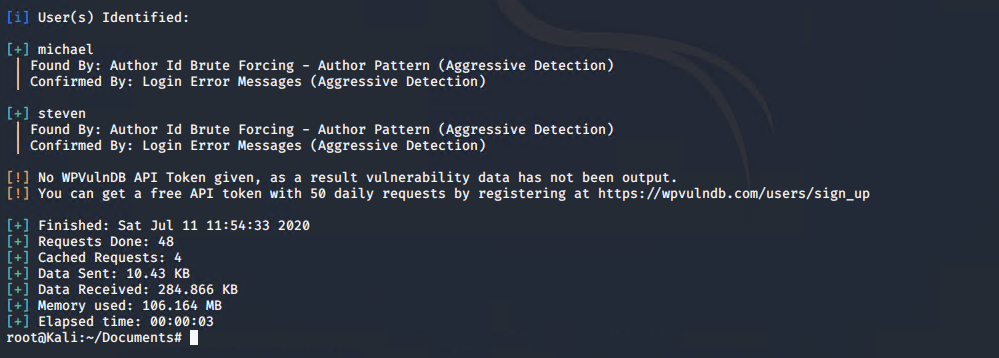 [i] User(s) Identified:
[+] michael
| Found By: Author Id Brute Forcing - Author Pattern (Aggressive Detection)
| Confirmed By: Login Error Messages (Aggressive Detection)
[+] steven
| Found By: Author Id Brute Forcing - Author Pattern (Aggressive Detection)
| Confirmed By: Login Error Messages (Aggressive Detection)
[!] No WPVulnDB API Token given, as a result vulnerability data has not been output.
[!] You can get a free API token with 50 daily requests by registering at https://wpvulndb.com/users/sign_up
[+] Finished: Sat Jul 11 11:54:33 2020
[+] Requests Done: 48
[+] Cached Requests: 4
[+] Data Sent: 10.43 KB
[+] Data Received: 284.866 KB
[+] Memory used: 106.164 MB
[+] Elapsed time: 00:00:03
root@Kali:~/Documents#